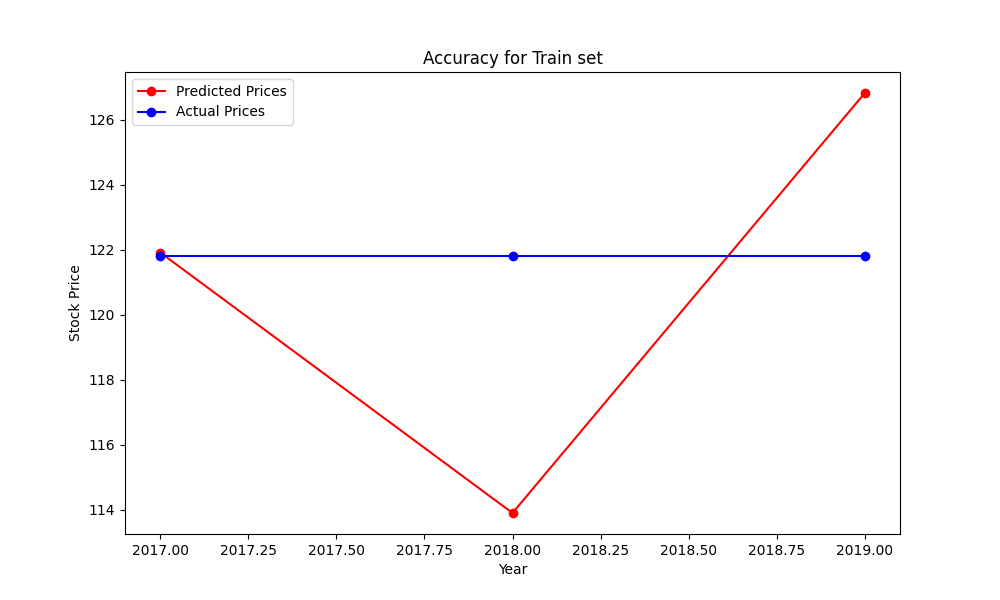 Accuracy for Train set
Predicted Prices
Actual Prices
126
124
122
120
118
116
114
Stock Price
2017.00 2017.25 2017.50 2017.75 2018.00 2018.25 2018.50 2018.75 2019.00
Year